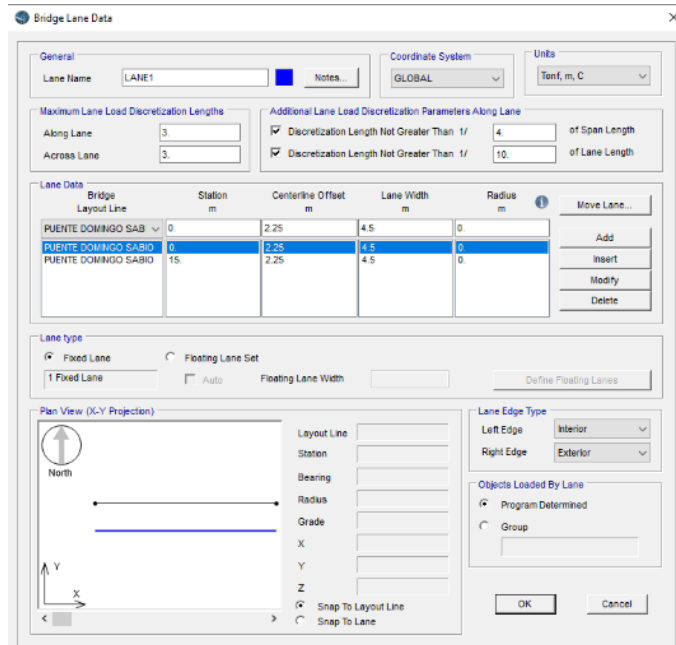 Bridge Lane Data
General
Lane Name LANE1 Notes...
Coordinate System
GLOBAL
Units
Tonf, m, C
Maximum Lane Load Discretization Lengths
Along Lane 3.
Across Lane 3.
Additional Lane Load Discretization Parameters Along Lane
Discretization Length Not Greater Than 1/ 4. of Span Length
Discretization Length Not Greater Than 1/ 10. of Lane Length
Lane Data
Bridge Station Centerline Offset Lane Width Radius
Layout Line m m m m
Move Lane...
PUENTE DOMINGO SAB 0. 2.25 4.5 0.
PUENTE DOMINGO SABIO 0. 2.25 4.5 0.
PUENTE DOMINGO SABIO 15. 2.25 4.5 0.
Add
Insert
Modify
Delete
Lane type
Fixed Lane Floating Lane Set
1 Fixed Lane Auto Floating Lane Width Define Floating Lanes
Plan View (X-Y Projection)
North
Y
X
Layout Line
Station
Bearing
Radius
Grade
X
Y
Z
Snap To Layout Line
Snap To Lane
Lane Edge Type
Left Edge Interior
Right Edge Exterior
Objects Loaded By Lane
Program Determined
Group
OK Cancel